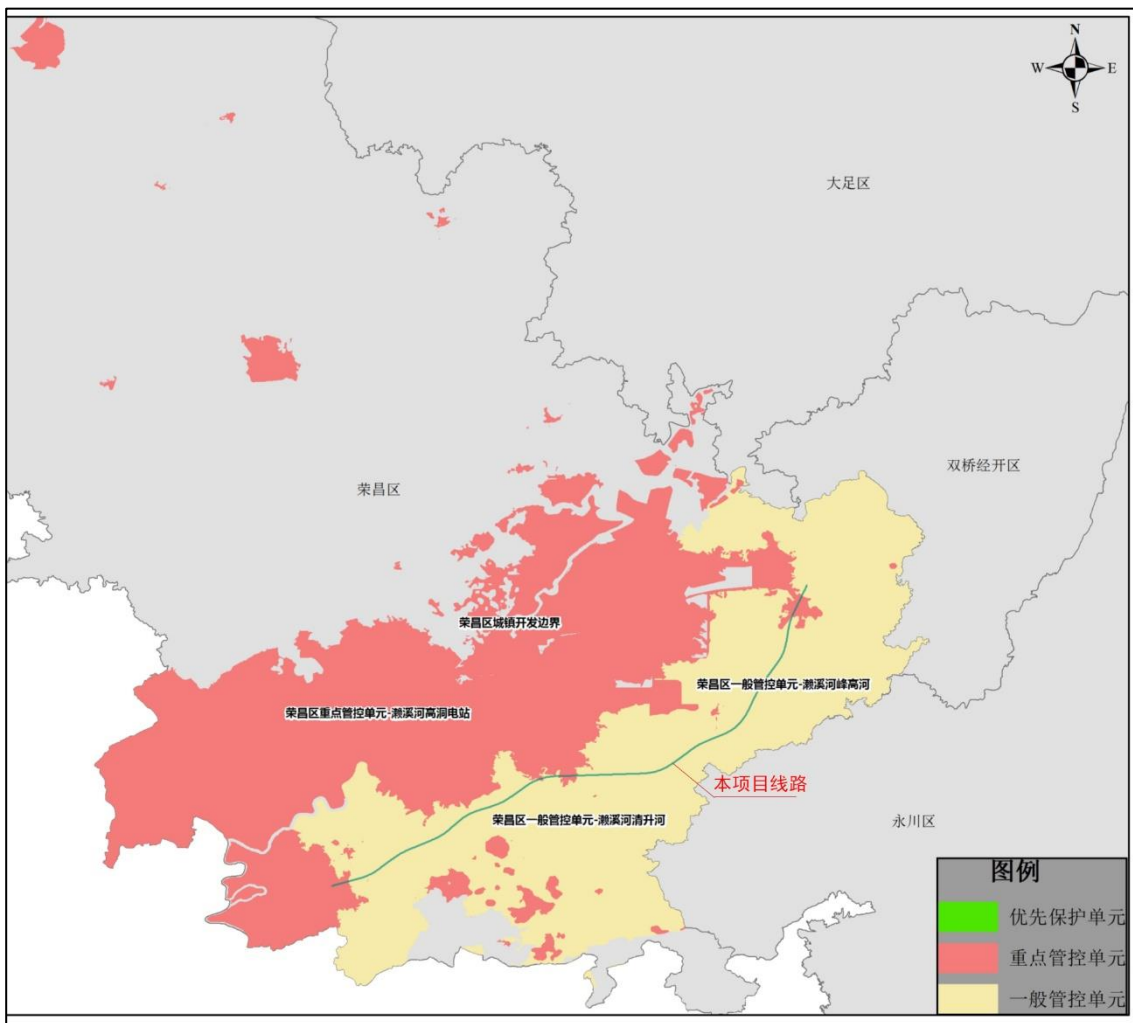 N
W
E
S
大足区
双桥经开区
荣昌区
荣昌区城镇开发边界
荣昌区一般管控单元-濑溪河峰高河
荣昌区重点管控单元-濑溪河高洞电站
本项目线路
荣昌区一般管控单元-濑溪河清升河
永川区
图例
优先保护单元
重点管控单元
一般管控单元